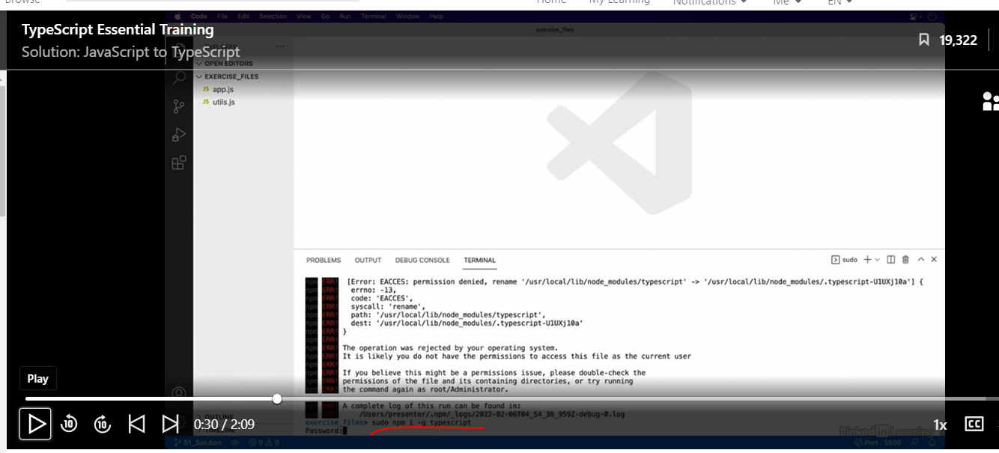 Browse Home My Learning Notifications Me EN
Code File Edit Selection View Go Run Terminal Window Help
exercise_files
TypeScript Essential Training
19,322
Solution: JavaScript to TypeScript
OPEN EDITORS
EXERCISE_FILES
JS app.js
JS utils.js
PROBLEMS OUTPUT DEBUG CONSOLE TERMINAL sudo
npm ERR! [Error: EACCES: permission denied, rename '/usr/local/lib/node_modules/typescript' -> '/usr/local/lib/node_modules/.typescript-U1UXj10a'] {
npm ERR! errno: -13,
npm ERR! code: 'EACCES',
npm ERR! syscall: 'rename',
npm ERR! path: '/usr/local/lib/node_modules/typescript',
npm ERR! dest: '/usr/local/lib/node_modules/.typescript-U1UXj10a'
npm ERR! }
npm ERR!
npm ERR! The operation was rejected by your operating system.
npm ERR! It is likely you do not have the permissions to access this file as the current user
npm ERR!
npm ERR! If you believe this might be a permissions issue, please double-check the
npm ERR! permissions of the file and its containing directories, or try running
npm ERR! the command again as root/Administrator.
npm ERR! A complete log of this run can be found in:
npm ERR! /Users/presenter/.npm/_logs/2022-02-06T04_54_36_959Z-debug-0.log
exercise_files> sudo npm i -g typescript
Password:
Play
OUTLINE
TIMELINE
0:30 / 2:09
1x
CC
LinkedIn Learning
01_Solution 0 0 Port : 5500